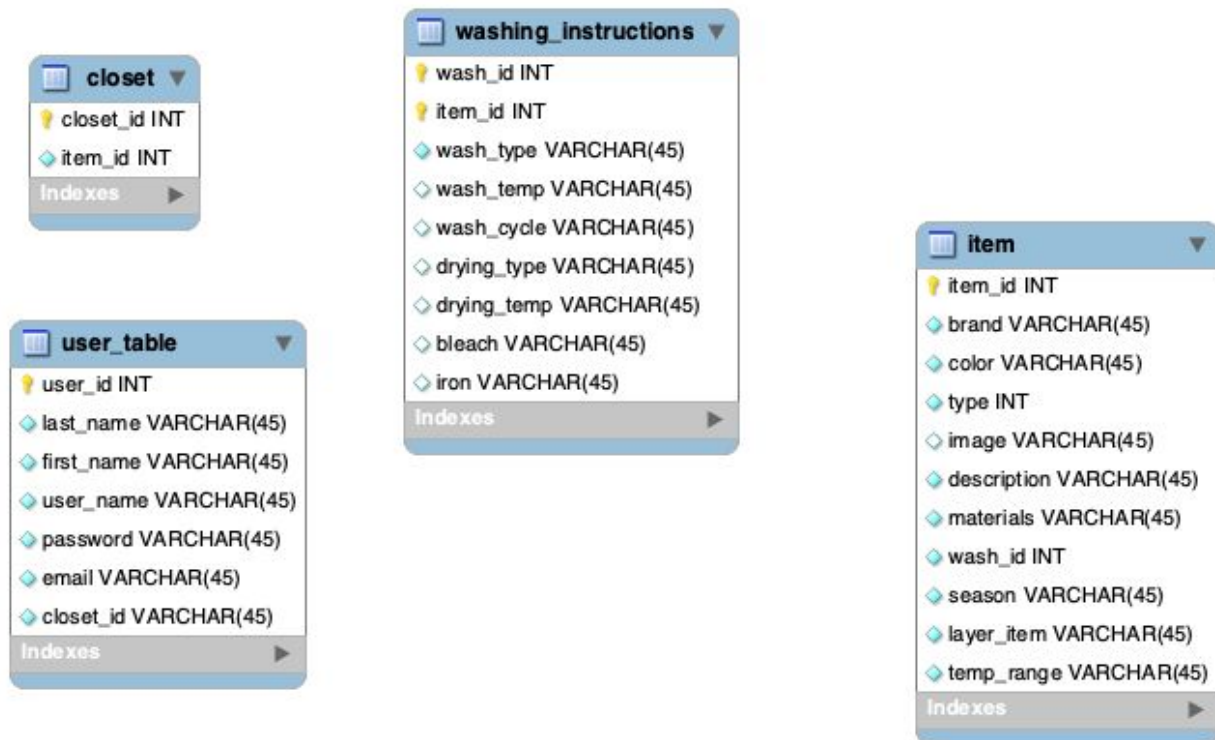 closet
closet_id INT
item_id INT
Indexes
washing_instructions
wash_id INT
item_id INT
wash_type VARCHAR(45)
wash_temp VARCHAR(45)
wash_cycle VARCHAR(45)
drying_type VARCHAR(45)
drying_temp VARCHAR(45)
bleach VARCHAR(45)
iron VARCHAR(45)
Indexes
user_table
user_id INT
last_name VARCHAR(45)
first_name VARCHAR(45)
user_name VARCHAR(45)
password VARCHAR(45)
email VARCHAR(45)
closet_id VARCHAR(45)
Indexes
item
item_id INT
brand VARCHAR(45)
color VARCHAR(45)
type INT
image VARCHAR(45)
description VARCHAR(45)
materials VARCHAR(45)
wash_id INT
season VARCHAR(45)
layer_item VARCHAR(45)
temp_range VARCHAR(45)
Indexes